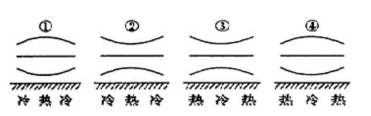 ① ② ③ ④
冷 热 冷 冷 热 冷 热 冷 热 热 冷 热